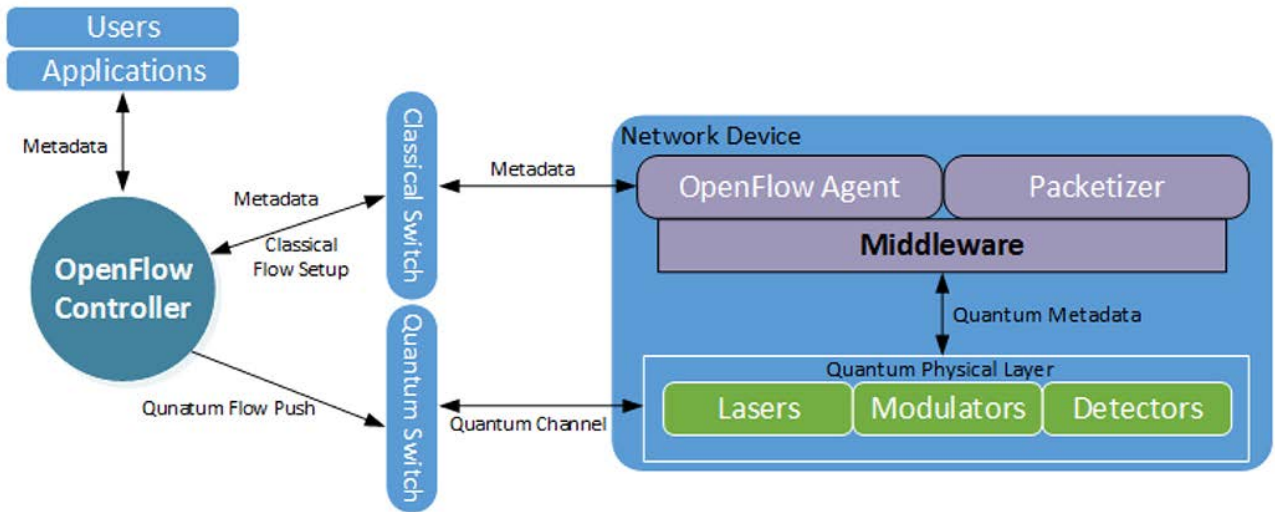 Users
Applications
Metadata
OpenFlow
Controller
Metadata
Classical
Flow Setup
Qunatum Flow Push
Classical Switch
Quantum Switch
Metadata
Quantum Channel
Network Device
OpenFlow Agent
Packetizer
Middleware
Quantum Metadata
Quantum Physical Layer
Lasers
Modulators
Detectors